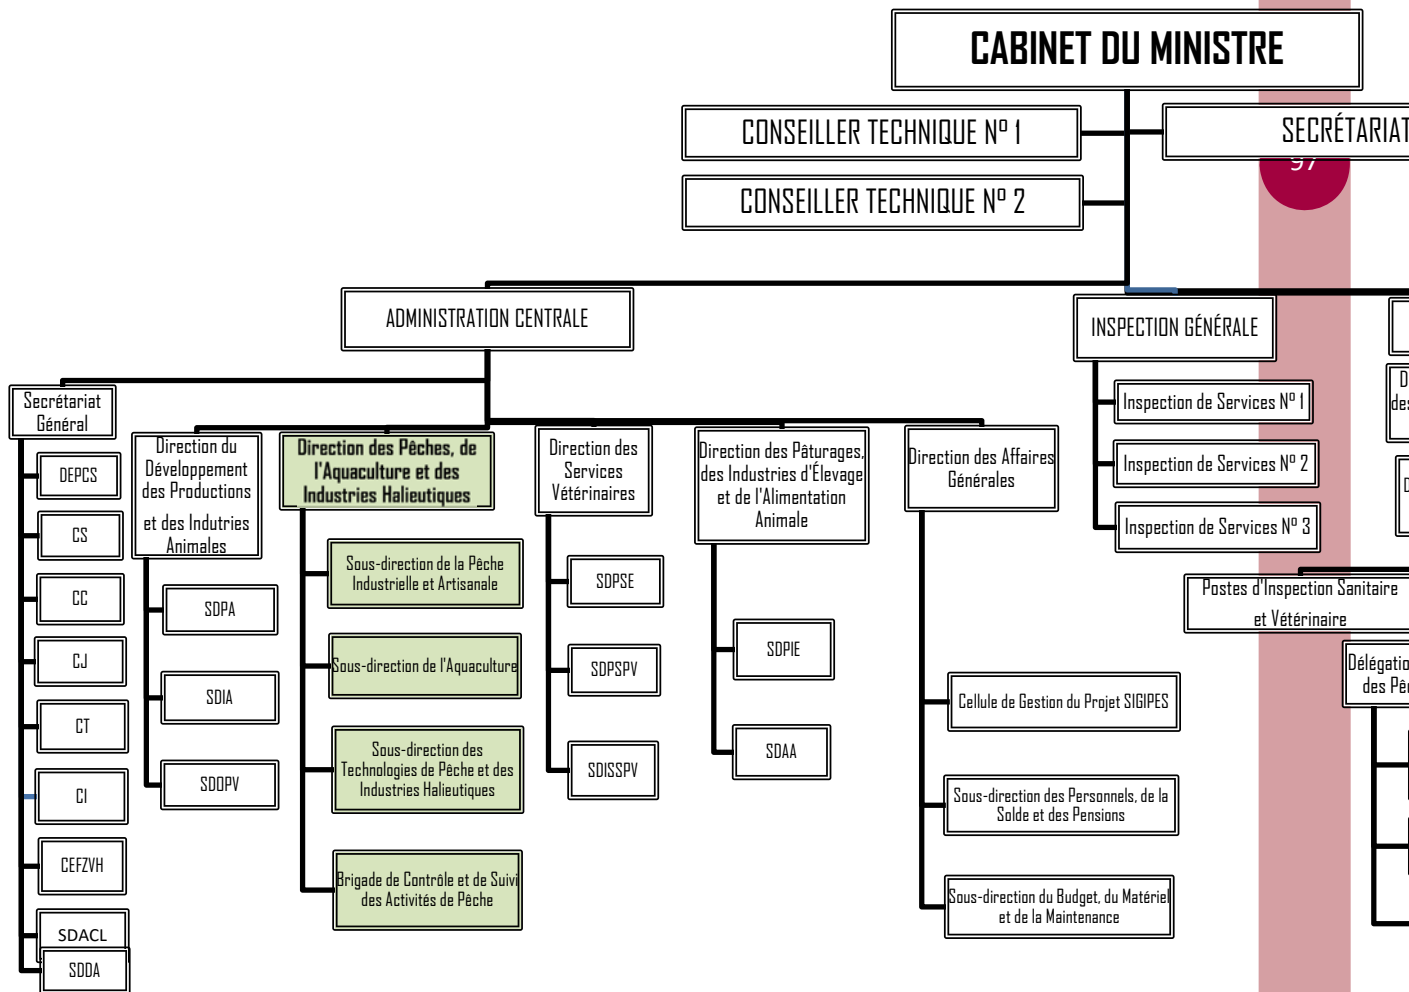 CABINET DU MINISTRE
CONSEILLER TECHNIQUE Nº 1
SECRÉTARIAT
97
CONSEILLER TECHNIQUE Nº 2
ADMINISTRATION CENTRALE
INSPECTION GÉNÉRALE
Inspection de Services Nº 1
Inspection de Services Nº 2
Inspection de Services Nº 3
Secrétariat
Général
DEPCS
CS
CC
CJ
CT
CI
CEFZVH
SDACL
SDDA
Direction du
Développement
des Productions
et des Indutries
Animales
SDPA
SDIA
SDOPV
Direction des Pêches, de
l'Aquaculture et des
Industries Halieutiques
Sous-direction de la Pêche
Industrielle et Artisanale
Sous-direction de l'Aquaculture
Sous-direction des
Technologies de Pêche et des
Industries Halieutiques
Brigade de Contrôle et de Suivi
des Activités de Pêche
Direction des
Services
Vétérinaires
SDPSE
SDPSPV
SDISSPV
Direction des Pâturages,
des Industries d'Élevage
et de l'Alimentation
Animale
SDPIE
SDAA
Direction des Affaires
Générales
Cellule de Gestion du Projet SIGIPES
Sous-direction des Personnels, de la
Solde et des Pensions
Sous-direction du Budget, du Matériel
et de la Maintenance
D
des
D
Postes d'Inspection Sanitaire
et Vétérinaire
Délégatio
des Pê